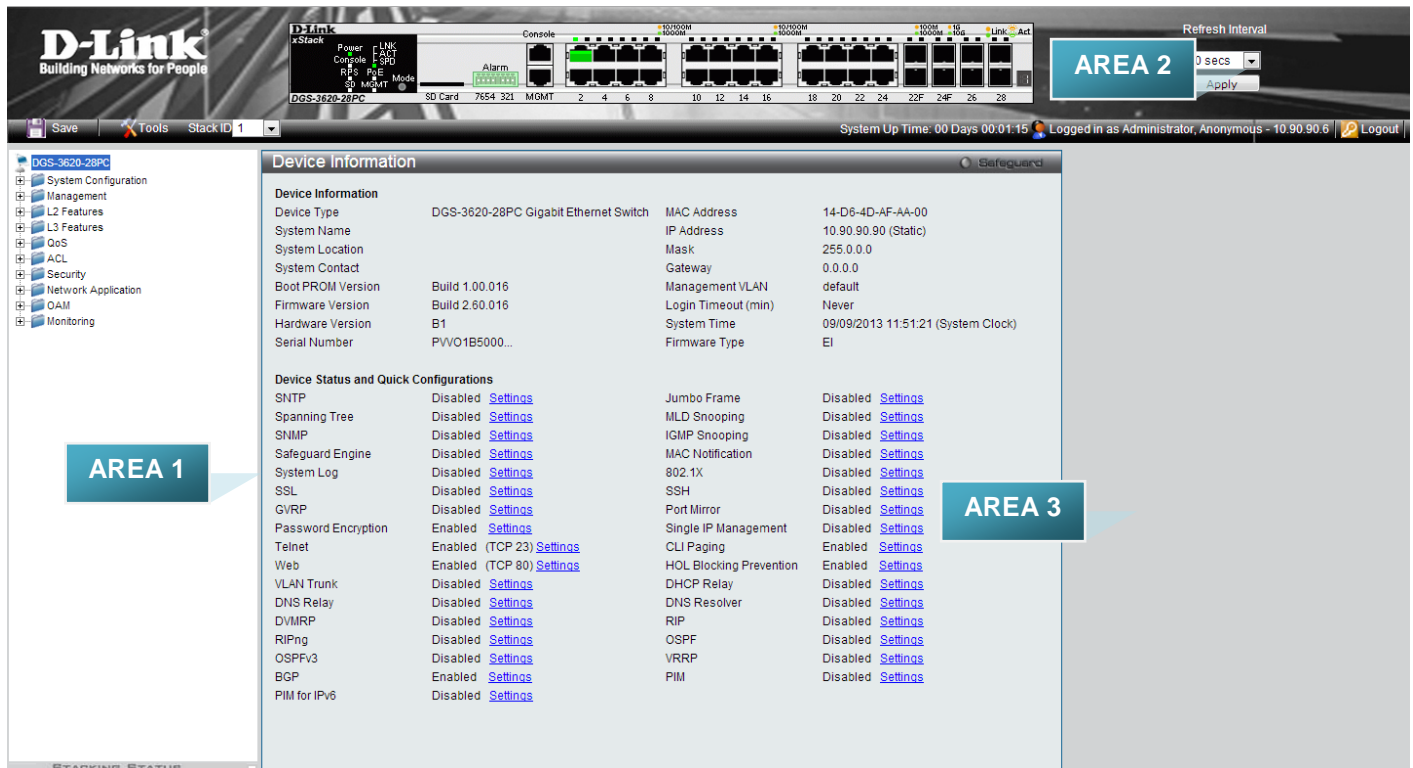 D-Link
Building Networks for People
D-Link
xStack
Power
Console
RPS
SD
LNK
ACT
SPD
PoE
MGMT
Mode
DGS-3620-28PC
SD Card
Alarm
7654 321
Console
MGMT
10/100M
1000M
10/100M
1000M
100M 1G
1000M 10G
Link Act
2 4 6 8 10 12 14 16 18 20 22 24 22F 24F 26 28
Refresh Interval
0 secs
Apply
AREA 2
Save Tools Stack ID 1
System Up Time: 00 Days 00:01:15 Logged in as Administrator, Anonymous - 10.90.90.6 Logout
DGS-3620-28PC
System Configuration
Management
L2 Features
L3 Features
QoS
ACL
Security
Network Application
OAM
Monitoring
AREA 1
STACKING STATUS
Device Information Safeguard
Device Information
Device Type DGS-3620-28PC Gigabit Ethernet Switch MAC Address 14-D6-4D-AF-AA-00
System Name IP Address 10.90.90.90 (Static)
System Location Mask 255.0.0.0
System Contact Gateway 0.0.0.0
Boot PROM Version Build 1.00.016 Management VLAN default
Firmware Version Build 2.60.016 Login Timeout (min) Never
Hardware Version B1 System Time 09/09/2013 11:51:21 (System Clock)
Serial Number PVVO1B5000... Firmware Type EI
Device Status and Quick Configurations
SNTP Disabled Settings Jumbo Frame Disabled Settings
Spanning Tree Disabled Settings MLD Snooping Disabled Settings
SNMP Disabled Settings IGMP Snooping Disabled Settings
Safeguard Engine Disabled Settings MAC Notification Disabled Settings
System Log Disabled Settings 802.1X Disabled Settings
SSL Disabled Settings SSH Disabled Settings
GVRP Disabled Settings Port Mirror Disabled Settings
Password Encryption Enabled Settings Single IP Management Disabled Settings
Telnet Enabled (TCP 23) Settings CLI Paging Enabled Settings
Web Enabled (TCP 80) Settings HOL Blocking Prevention Enabled Settings
VLAN Trunk Disabled Settings DHCP Relay Disabled Settings
DNS Relay Disabled Settings DNS Resolver Disabled Settings
DVMRP Disabled Settings RIP Disabled Settings
RIPng Disabled Settings OSPF Disabled Settings
OSPFv3 Disabled Settings VRRP Disabled Settings
BGP Enabled Settings PIM Disabled Settings
PIM for IPv6 Disabled Settings
AREA 3